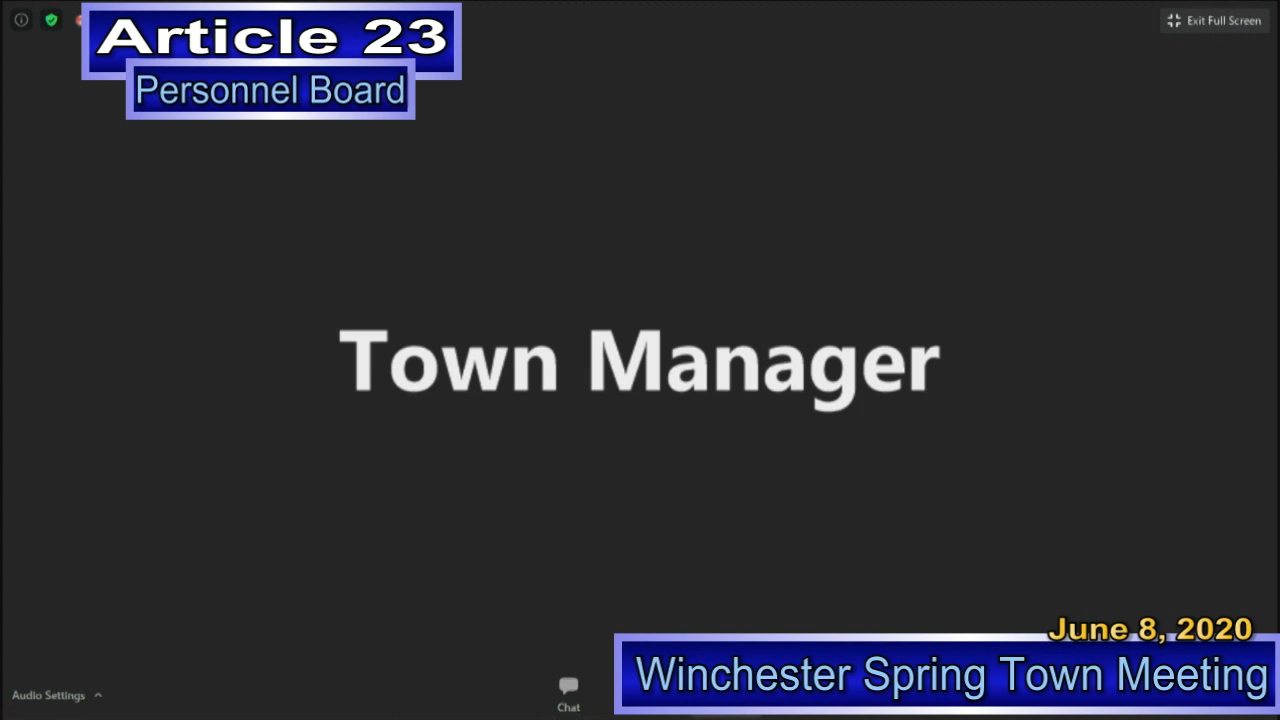 Article 23
Exit Full Screen
Personnel Board
Town Manager
June 8, 2020
Winchester Spring Town Meeting
Audio Settings
Chat